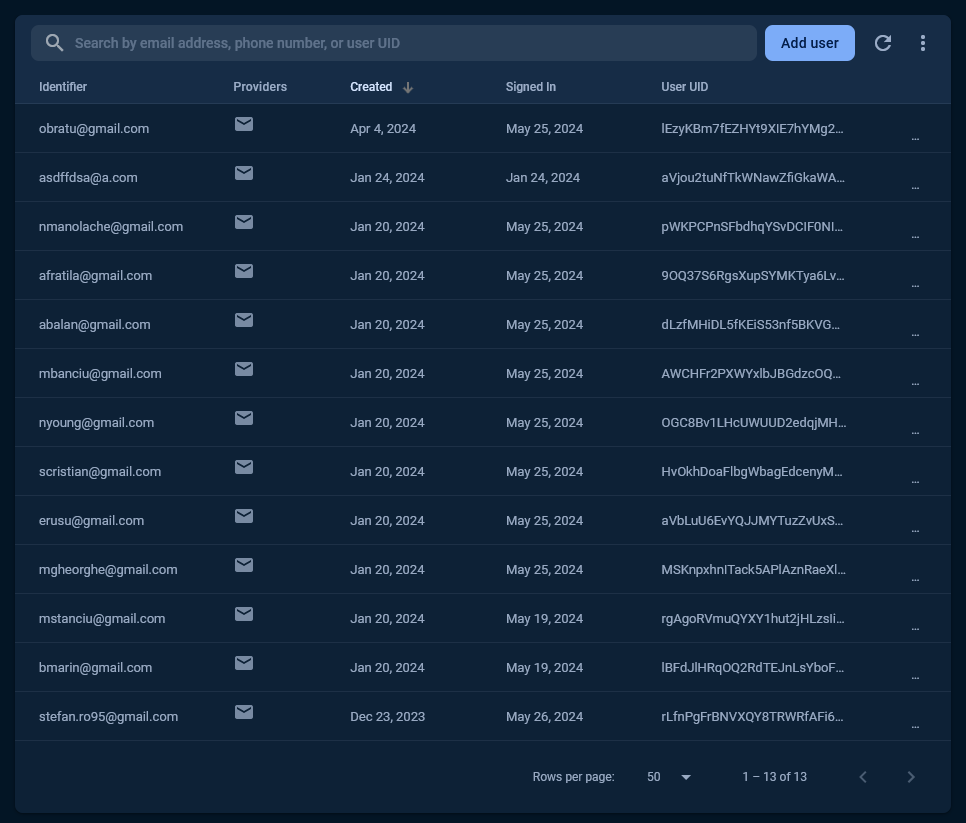 Search by email address, phone number, or user UID Add user
Identifier Providers Created Signed In User UID
obratu@gmail.com Apr 4, 2024 May 25, 2024 lEzyKBm7fEZHYt9XIE7hYMg2…
asdffdsa@a.com Jan 24, 2024 Jan 24, 2024 aVjou2tuNfTkWNawZfiGkaWA…
nmanolache@gmail.com Jan 20, 2024 May 25, 2024 pWKPCPnSFbdhqYSvDCIF0NI…
afratila@gmail.com Jan 20, 2024 May 25, 2024 9OQ37S6RgsXupSYMKTya6Lv…
abalan@gmail.com Jan 20, 2024 May 25, 2024 dLzfMHiDL5fKEiS53nf5BKVG…
mbanciu@gmail.com Jan 20, 2024 May 25, 2024 AWCHFr2PXWYxlbJBGdzcOQ…
nyoung@gmail.com Jan 20, 2024 May 25, 2024 OGC8Bv1LHcUWUUD2edqjMH…
scristian@gmail.com Jan 20, 2024 May 25, 2024 HvOkhDoaFlbgWbagEdcenyM…
erusu@gmail.com Jan 20, 2024 May 25, 2024 aVbLuU6EvYQJJMYTuzZvUxS…
mgheorghe@gmail.com Jan 20, 2024 May 25, 2024 MSKnpxhnITack5APlAznRaeXl…
mstanciu@gmail.com Jan 20, 2024 May 19, 2024 rgAgoRVmuQYXY1hut2jHLzsIi…
bmarin@gmail.com Jan 20, 2024 May 19, 2024 lBFdJlHRqOQ2RdTEJnLsYboF…
stefan.ro95@gmail.com Dec 23, 2023 May 26, 2024 rLfnPgFrBNVXQY8TRWRfAFi6…
Rows per page: 50 1 – 13 of 13